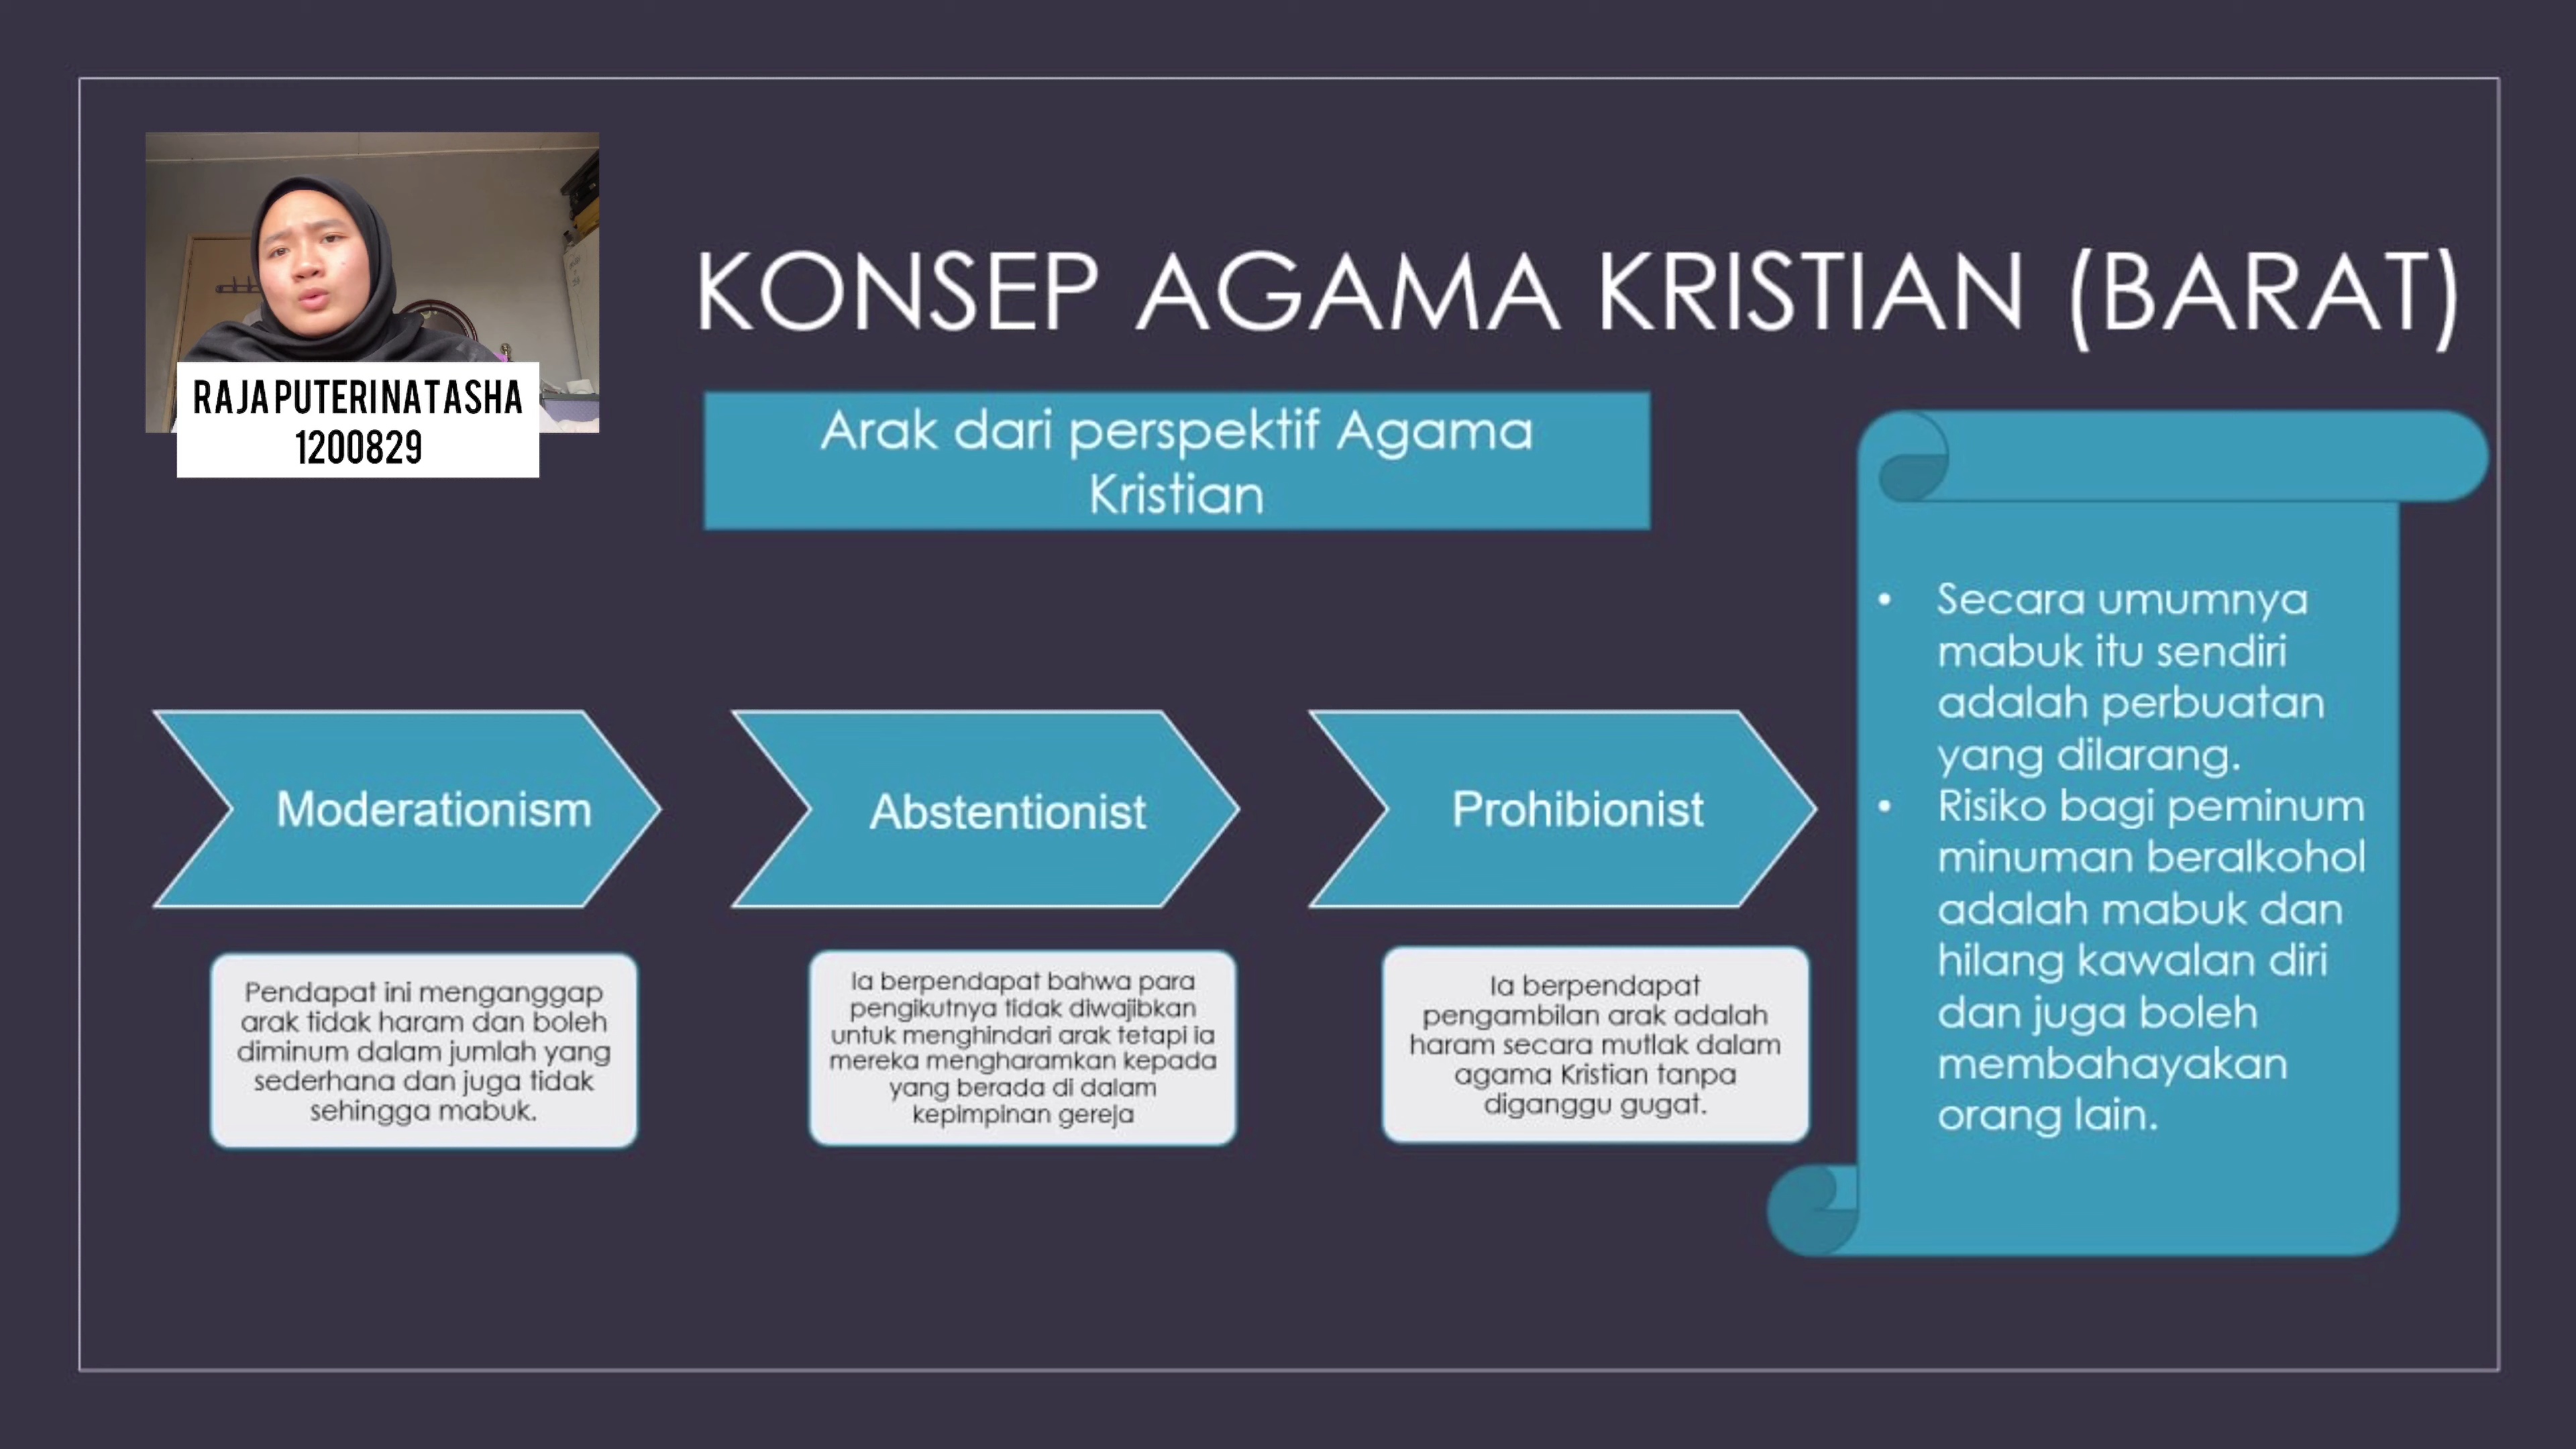 RAJA PUTERI NATASHA
1200829
KONSEP AGAMA KRISTIAN (BARAT)
Arak dari perspektif Agama
Kristian
Moderationism
Pendapat ini menganggap
arak tidak haram dan boleh
diminum dalam jumlah yang
sederhana dan juga tidak
sehingga mabuk.
Abstentionist
Ia berpendapat bahwa para
pengikutnya tidak diwajibkan
untuk menghindari arak tetapi ia
mereka mengharamkan kepada
yang berada di dalam
kepimpinan gereja
Prohibionist
Ia berpendapat
pengambilan arak adalah
haram secara mutlak dalam
agama Kristian tanpa
diganggu gugat.
• Secara umumnya
mabuk itu sendiri
adalah perbuatan
yang dilarang.
• Risiko bagi peminum
minuman beralkohol
adalah mabuk dan
hilang kawalan diri
dan juga boleh
membahayakan
orang lain.